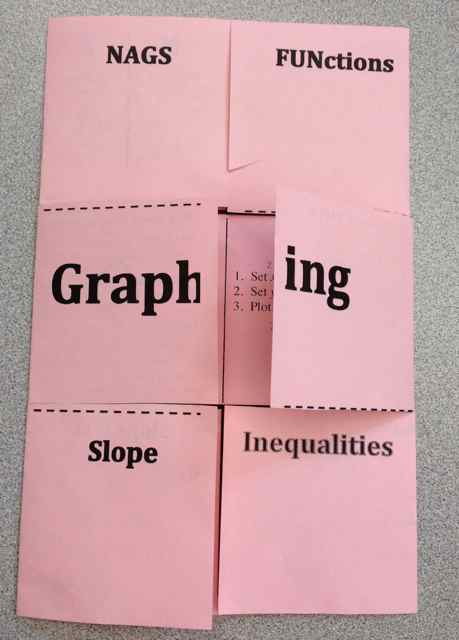 NAGS
FUNctions
Graph
ing
1. Set
2. Set
3. Plot
Slope
Inequalities